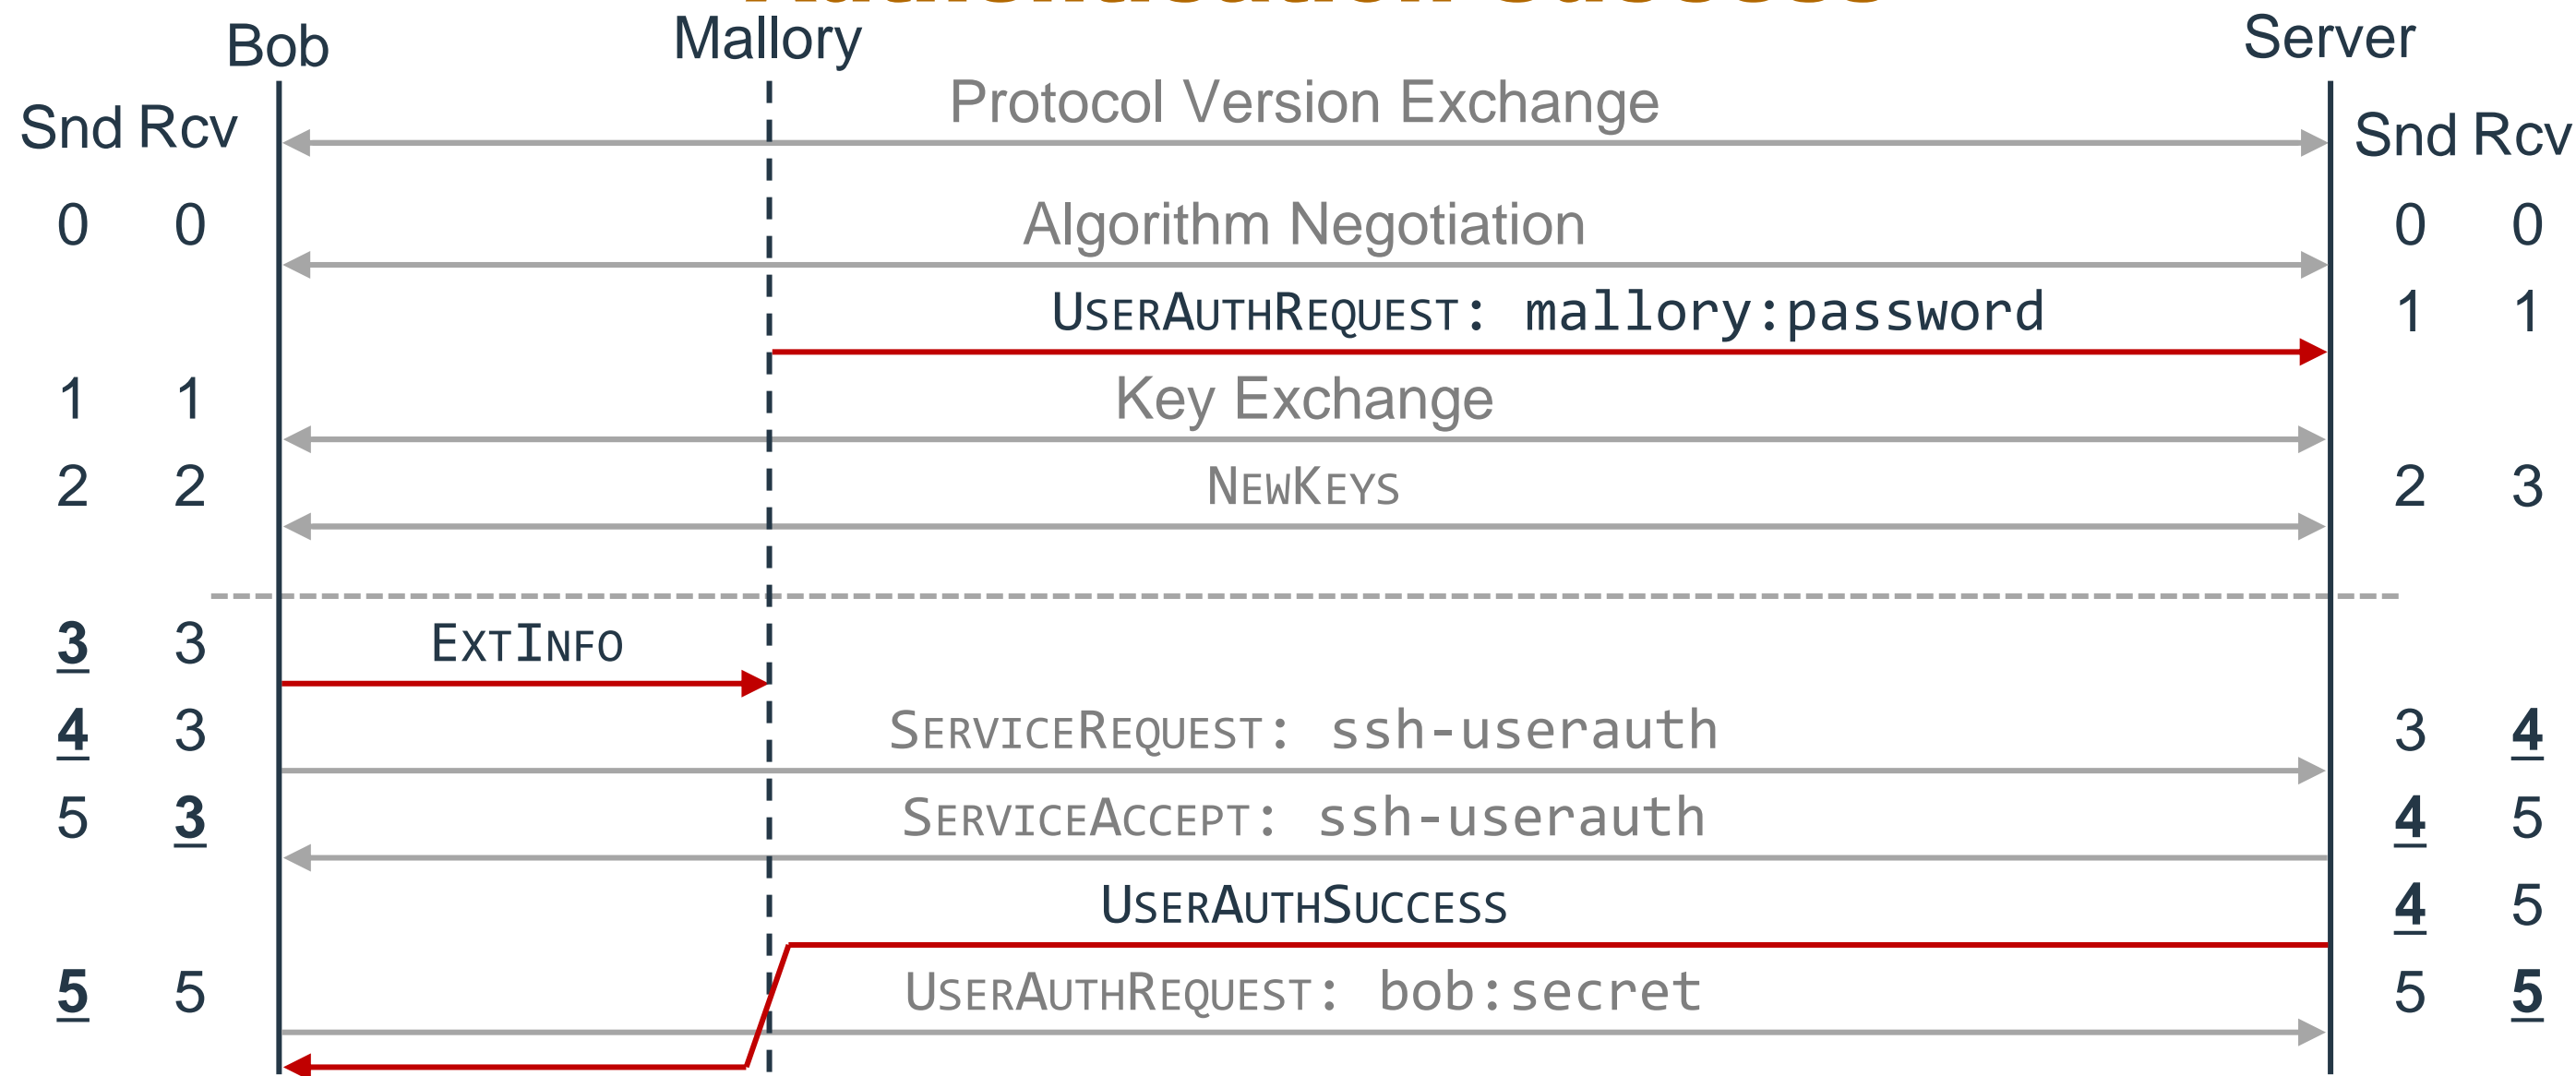 Bob Mallory Server
Protocol Version Exchange
Snd Rcv Snd Rcv
0 0 Algorithm Negotiation 0 0
USERAUTHREQUEST: mallory:password 1 1
1 1 Key Exchange
2 2 NEWKEYS 2 3
3 3 EXTINFO
4 3 SERVICEREQUEST: ssh-userauth 3 4
5 3 SERVICEACCEPT: ssh-userauth 4 5
USERAUTHSUCCESS 4 5
5 5 USERAUTHREQUEST: bob:secret 5 5